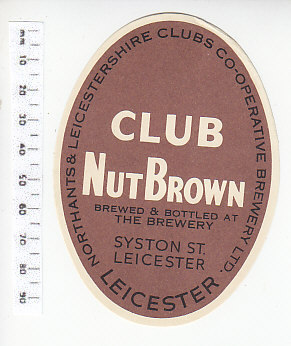 NORTHANTS & LEICESTERSHIRE CLUBS CO-OPERATIVE BREWERY LTD.
CLUB
NUT BROWN
BREWED & BOTTLED AT
THE BREWERY
SYSTON ST.
LEICESTER
LEICESTER
mm 10 20 30 40 50 60 70 80 90